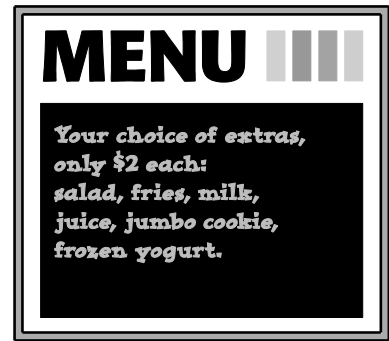 MENU
Your choice of extras,
only $2 each:
salad, fries, milk,
juice, jumbo cookie,
frozen yogurt.